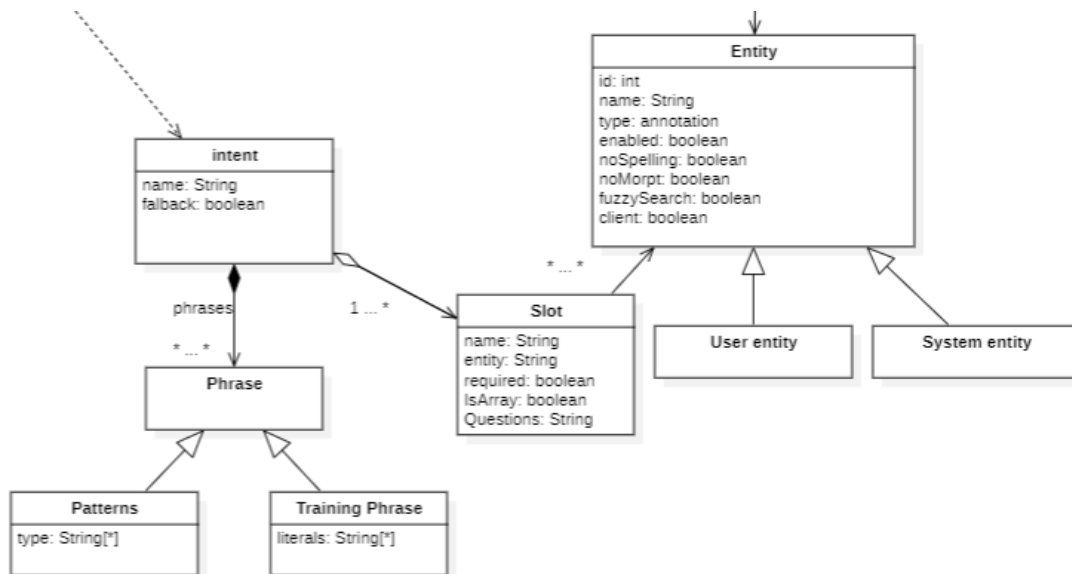 Entity
id: int
name: String
type: annotation
enabled: boolean
noSpelling: boolean
noMorpt: boolean
fuzzySearch: boolean
client: boolean
intent
name: String
falback: boolean
phrases
* ... *
1 ... *
* ... *
Slot
name: String
entity: String
required: boolean
IsArray: boolean
Questions: String
User entity
System entity
Phrase
Patterns
type: String[*]
Training Phrase
literals: String[*]